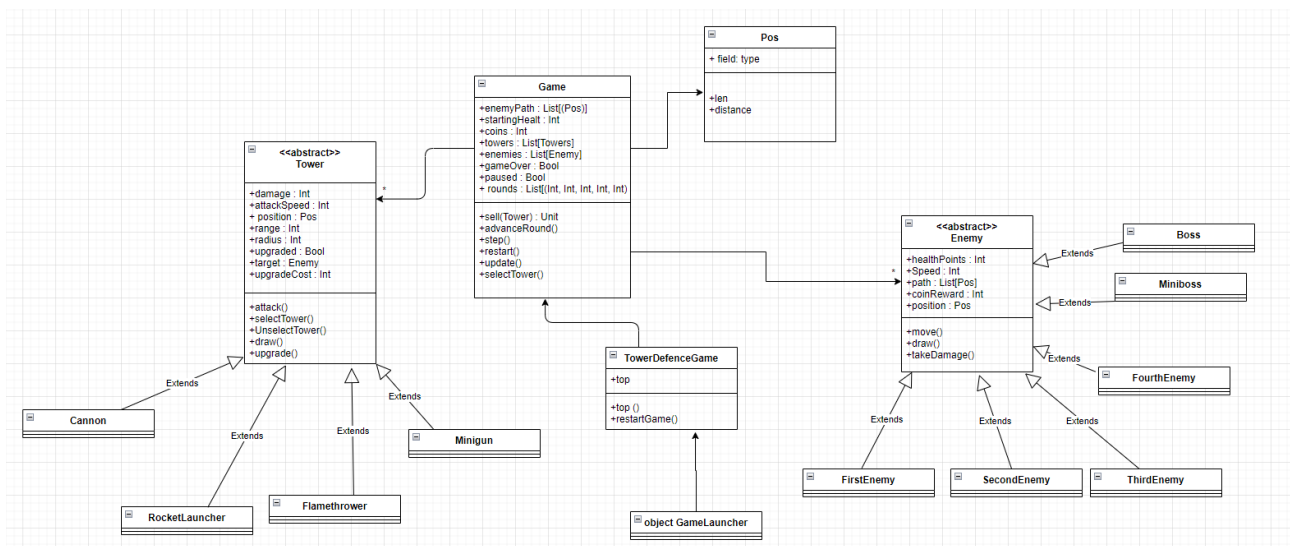 Pos
+ field: type
+len
+distance
Game
+enemyPath : List[(Pos)]
+startingHealt : Int
+coins : Int
+towers : List[Towers]
+enemies : List[Enemy]
+gameOver : Bool
+paused : Bool
+ rounds : List[(Int, Int, Int, Int, Int)
+sell(Tower) : Unit
+advanceRound()
+step()
+restart()
+update()
+selectTower()
<<abstract>>
Tower
+damage : Int
+attackSpeed : Int
+ position : Pos
+range : Int
+radius : Int
+upgraded : Bool
+target : Enemy
+upgradeCost : Int
+attack()
+selectTower()
+UnselectTower()
+draw()
+upgrade()
*
*
<<abstract>>
Enemy
+healthPoints : Int
+Speed : Int
+path : List[Pos]
+coinReward : Int
+position : Pos
+move()
+draw()
+takeDamage()
Boss
Extends
Miniboss
Extends
Extends
FourthEnemy
TowerDefenceGame
+top
+top ()
+restartGame()
Extends
Cannon
Extends
RocketLauncher
Extends
Flamethrower
Extends
Minigun
Extends
FirstEnemy
Extends
SecondEnemy
Extends
ThirdEnemy
object GameLauncher